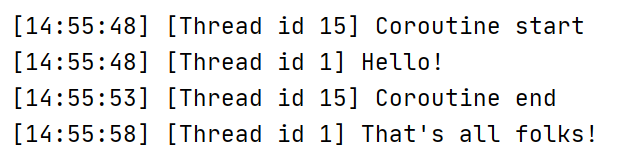 [14:55:48] [Thread id 15] Coroutine start
[14:55:48] [Thread id 1] Hello!
[14:55:53] [Thread id 15] Coroutine end
[14:55:58] [Thread id 1] That's all folks!